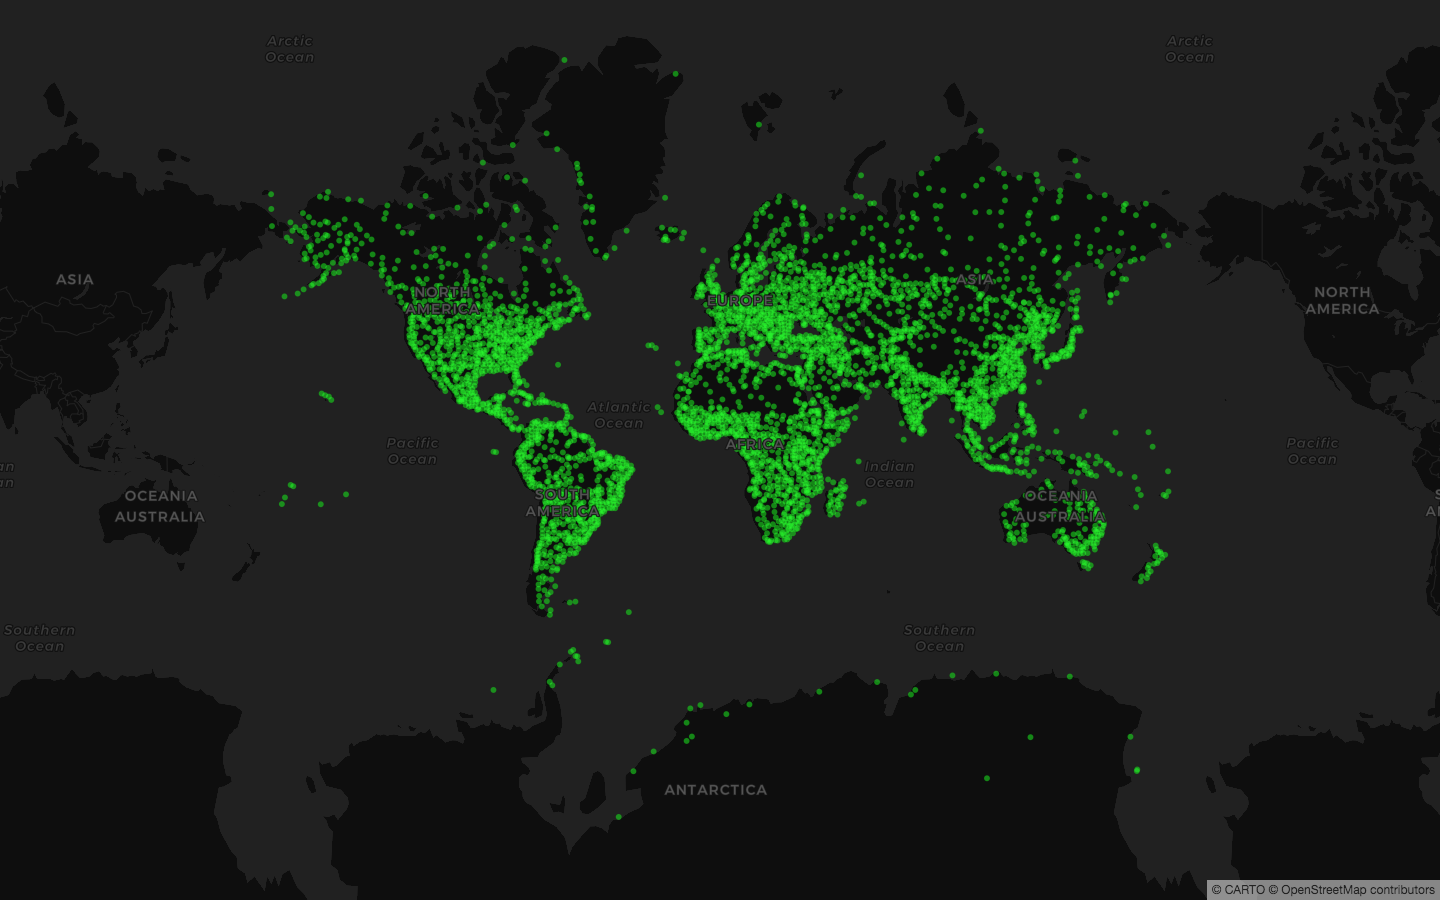 Arctic
Ocean
Arctic
Ocean
ASIA
NORTH
AMERICA
EUROPE
ASIA
NORTH
AMERICA
Atlantic
Ocean
Pacific
Ocean
AFRICA
Pacific
Ocean
Indian
Ocean
an
an
OCEANIA
AUSTRALIA
SOUTH
AMERICA
OCEANIA
AUSTRALIA
S
A
Southern
Ocean
Southern
Ocean
ANTARCTICA
© CARTO © OpenStreetMap contributors